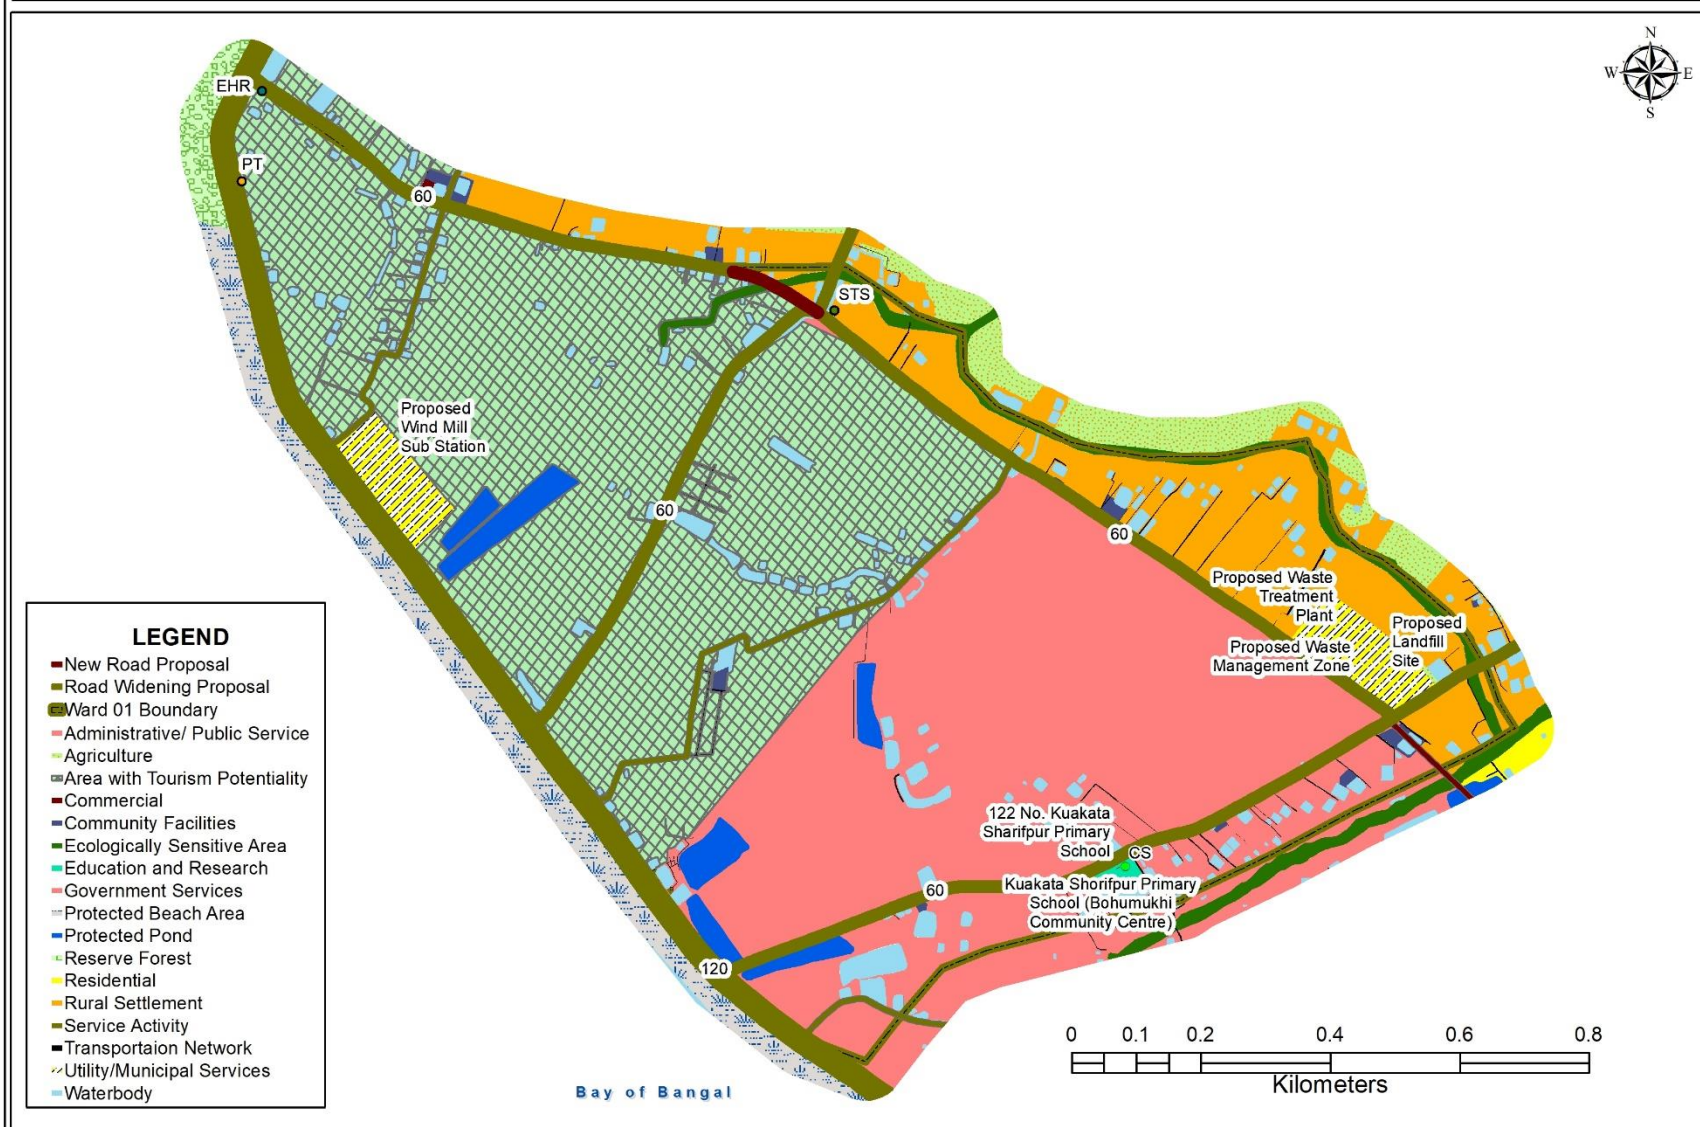 N
W E
S
EHR
PT
60
STS
Proposed
Wind Mill
Sub Station
60
60
Proposed Waste
Treatment
Plant
Proposed
Landfill
Site
Proposed Waste
Management Zone
122 No. Kuakata
Sharifpur Primary
School
CS
Kuakata Shorifpur Primary
School (Bohumukhi
Community Centre)
60
120
LEGEND
New Road Proposal
Road Widening Proposal
Ward 01 Boundary
Administrative/ Public Service
Agriculture
Area with Tourism Potentiality
Commercial
Community Facilities
Ecologically Sensitive Area
Education and Research
Government Services
Protected Beach Area
Protected Pond
Reserve Forest
Residential
Rural Settlement
Service Activity
Transportaion Network
Utility/Municipal Services
Waterbody
Bay of Bangal
0 0.1 0.2 0.4 0.6 0.8
Kilometers